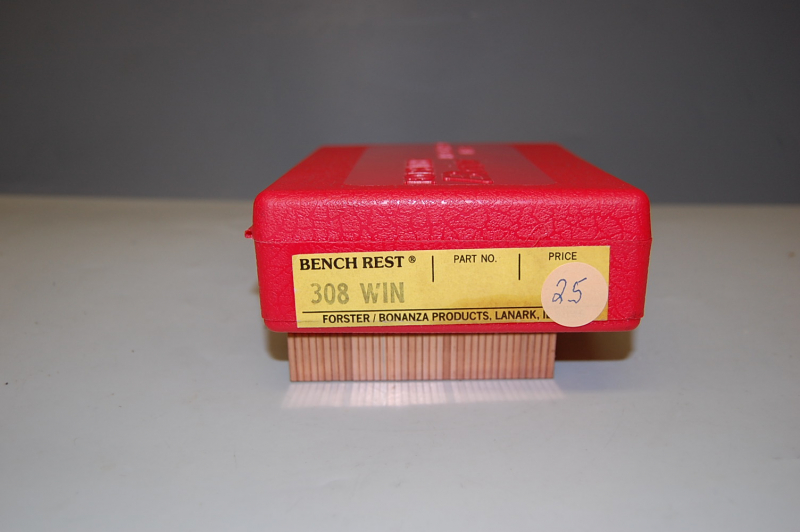 BENCH REST ® PART NO. PRICE
308 WIN
25
FORSTER / BONANZA PRODUCTS, LANARK,